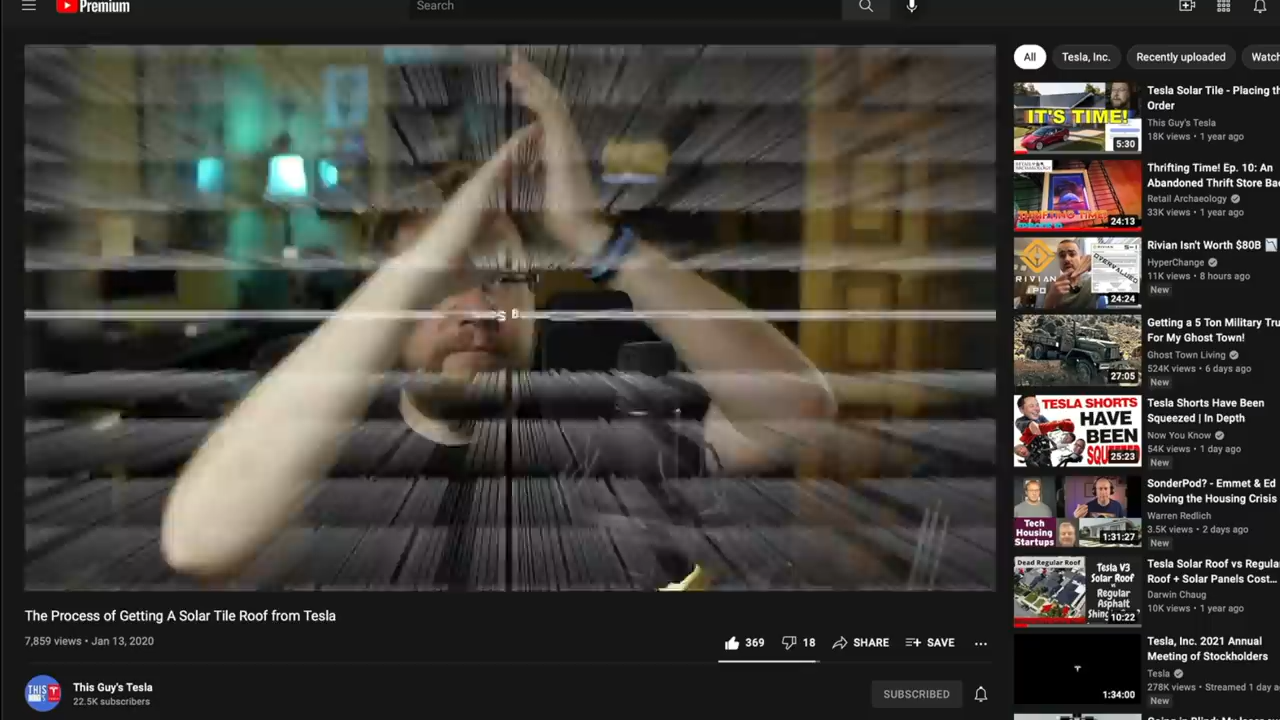 Premium
Search
The Process of Getting A Solar Tile Roof from Tesla
7,859 views • Jan 13, 2020
369
18
SHARE
SAVE
THIS
This Guy's Tesla
22.5K subscribers
SUBSCRIBED
All
Tesla, Inc.
Recently uploaded
Watch
IT'S TIME!
5:30
Tesla Solar Tile - Placing th
Order
This Guy's Tesla
18K views • 1 year ago
24:13
Thrifting Time! Ep. 10: An
Abandoned Thrift Store Ba
Retail Archaeology
33K views • 1 year ago
RIVIAN
IPO
OVERVALUED
24:24
Rivian Isn't Worth $80B
HyperChange
11K views • 8 hours ago
New
27:05
Getting a 5 Ton Military Tru
For My Ghost Town!
Ghost Town Living
524K views • 6 days ago
New
TESLA SHORTS
HAVE
BEEN
25:23
Tesla Shorts Have Been
Squeezed | In Depth
Now You Know
54K views • 1 day ago
New
Tech
Housing
Startups
1:31:27
SonderPod? - Emmet & Ed
Solving the Housing Crisis
Warren Redlich
3.5K views • 2 days ago
New
Dead Regular Roof
Tesla V3
Solar Roof
vs
Regular
Asphalt
10:22
Tesla Solar Roof vs Regula
Roof + Solar Panels Cost...
Darwin Chaug
10K views • 1 year ago
1:34:00
Tesla, Inc. 2021 Annual
Meeting of Stockholders
Tesla
278K views • Streamed 1 day a
New